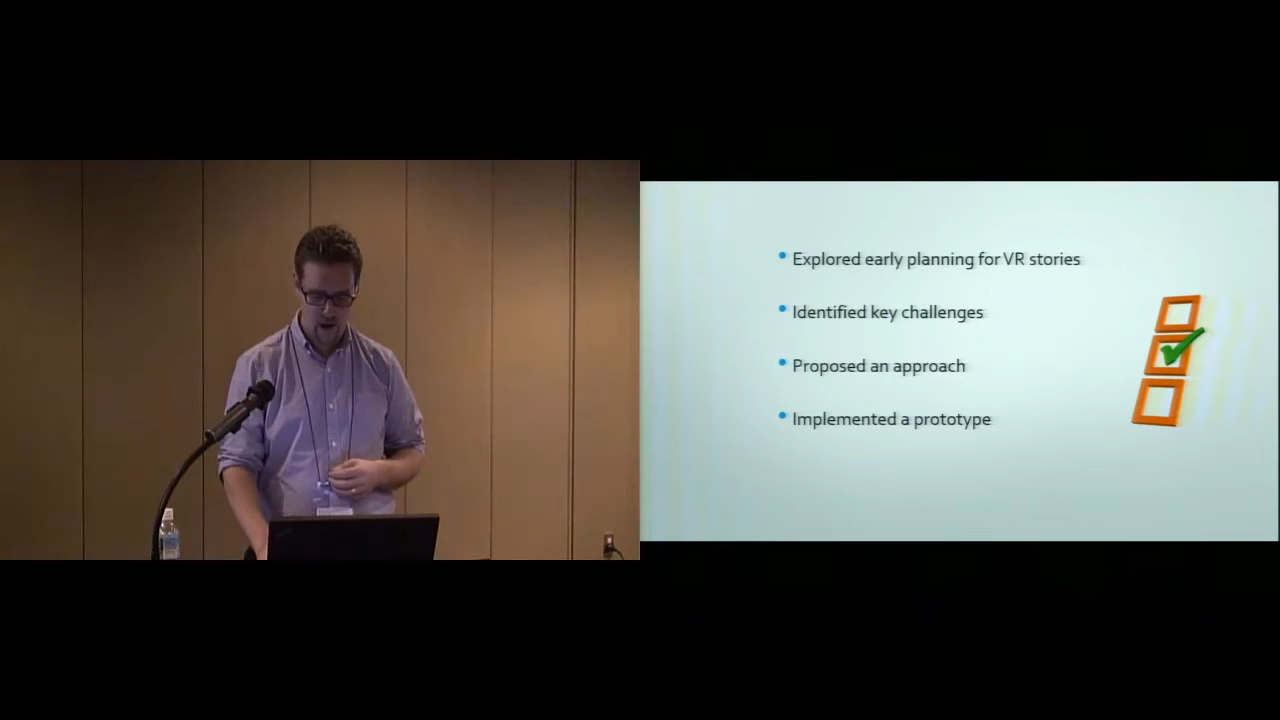 Explored early planning for VR stories
Identified key challenges
Proposed an approach
Implemented a prototype